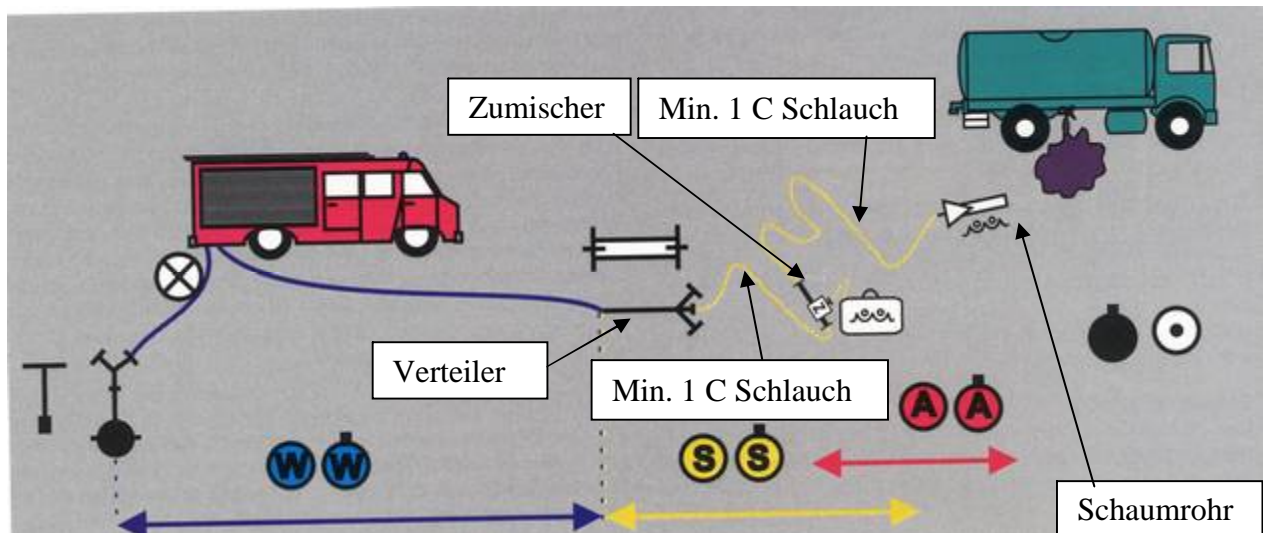 Zumischer
Min. 1 C Schlauch
Verteiler
Min. 1 C Schlauch
Z
A A
W W
S S
Schaumrohr